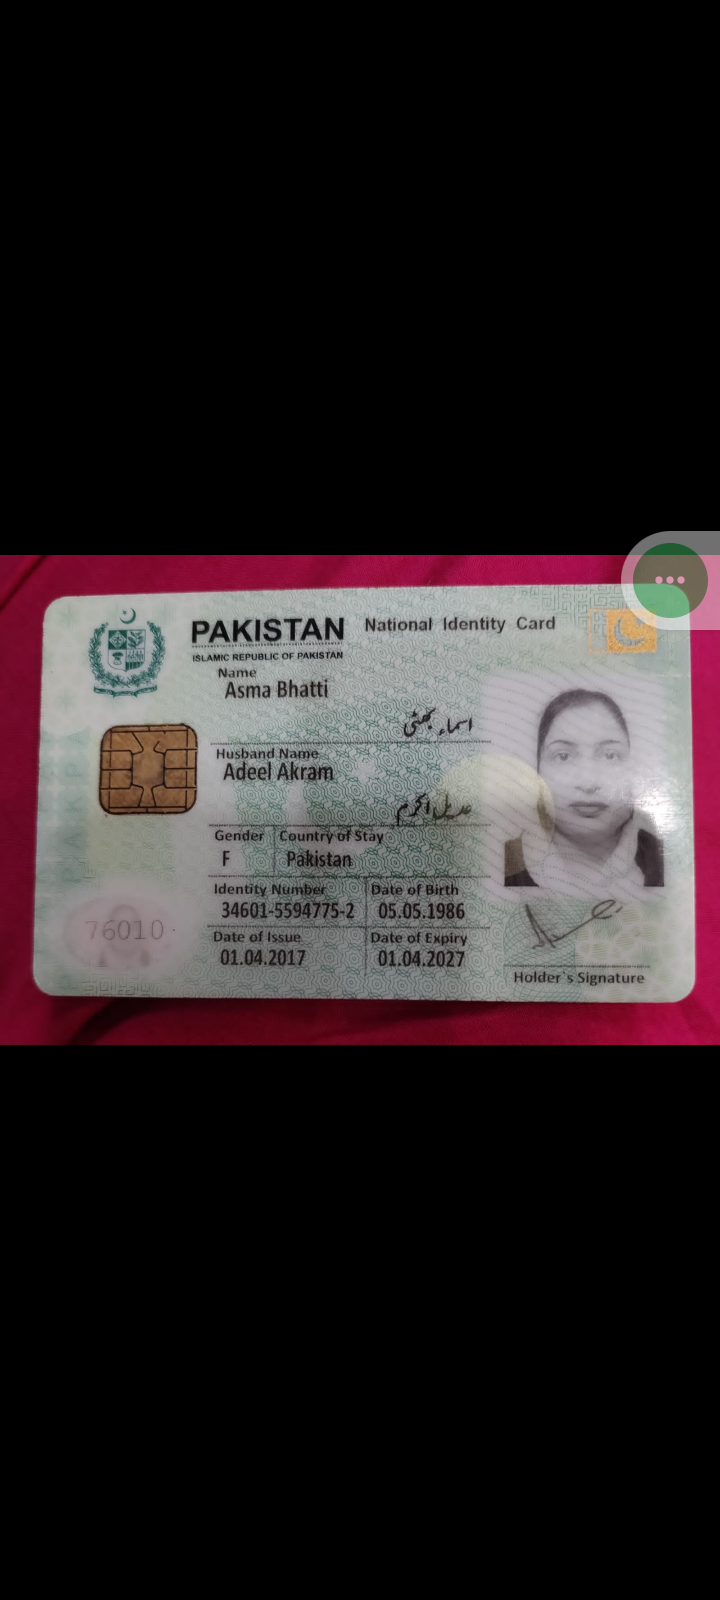 PAKISTAN National Identity Card
ISLAMIC REPUBLIC OF PAKISTAN
Name
Asma Bhatti
اسماء بھٹی
Husband Name
Adeel Akram
عدیل اکرم
Gender Country of Stay
F Pakistan
Identity Number Date of Birth
34601-5594775-2 05.05.1986
76010
Date of Issue Date of Expiry
01.04.2017 01.04.2027
Holder`s Signature